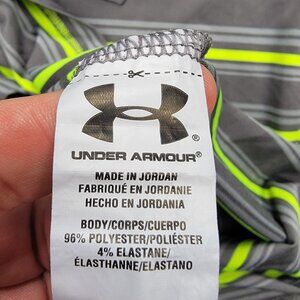 UNDER ARMOUR®
MADE IN JORDAN
FABRIQUÉ EN JORDANIE
HECHO EN JORDANIA
BODY/CORPS/CUERPO
96% POLYESTER/POLIÉSTER
4% ELASTANE/
ÉLASTHANNE/ELASTANO